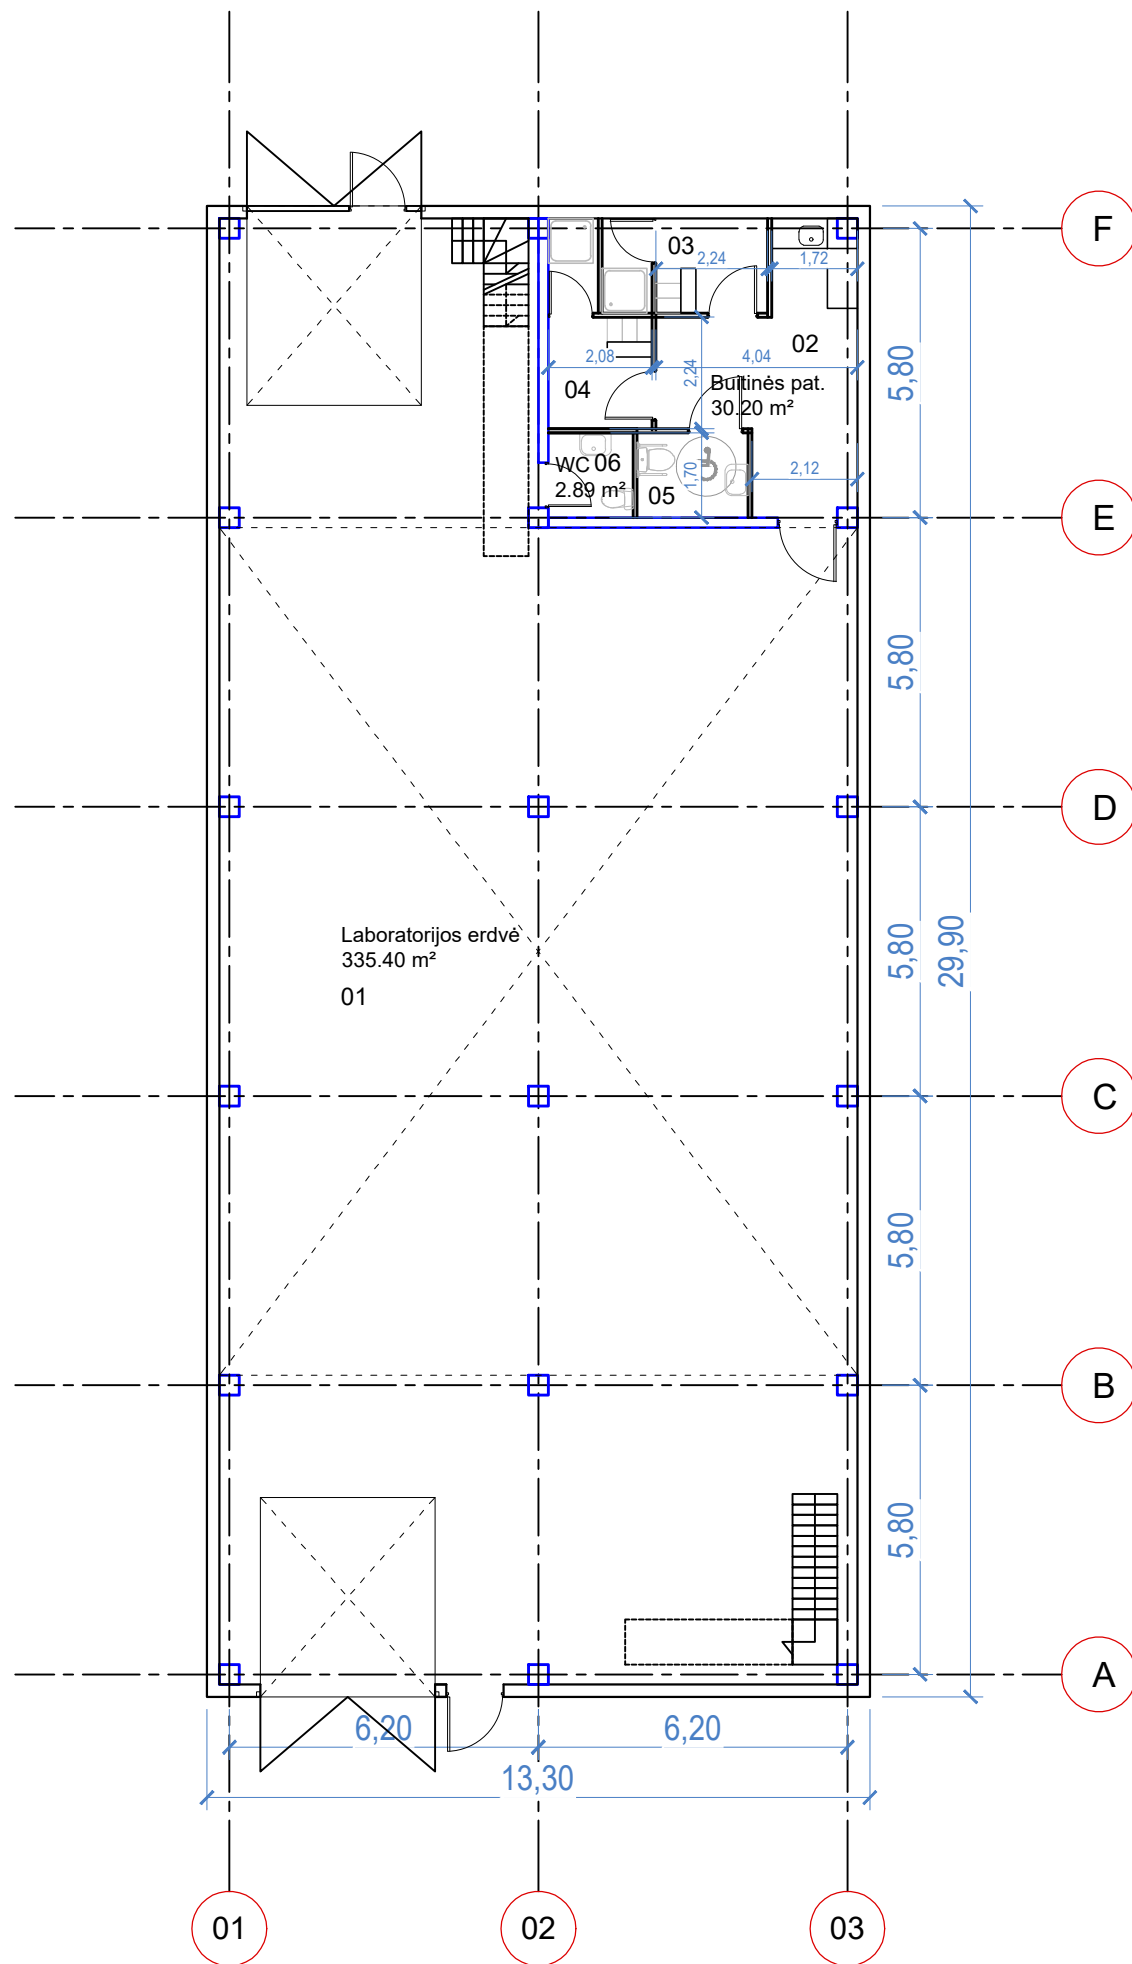 F
03
2,24
1,72
02
2,08
2,24
4,04
5,80
Buitinės pat.
30.20 m²
04
WC 06
2.89 m²
05
1,70
2,12
E
5,80
D
Laboratorijos erdvė
335.40 m²
01
5,80
29,90
C
5,80
B
5,80
A
6,20
6,20
13,30
01
02
03